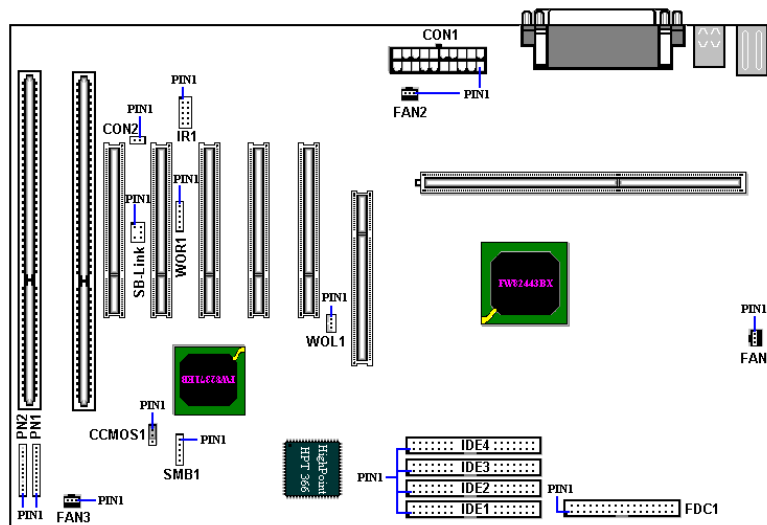 CON1
PIN1
FAN2
PIN1
PIN1
CON2
IR1
PIN1
PIN1
SB-Link
WOR1
FW82443BX
PIN1
WOL1
PIN1
FAN
FW82371EB
PIN1
CCMOS1
PIN1
SMB1
PN2
PN1
PIN1
FAN3
PIN1
HighPoint
HPT 366
IDE4
IDE3
PIN1
IDE2
IDE1
PIN1
FDC1